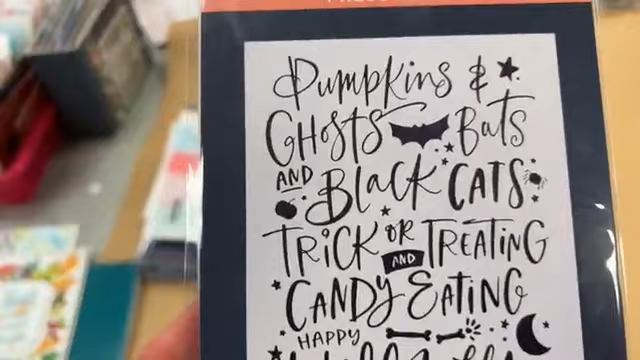 Pumpkins &
GHOSTS Bats
AND Black CATS
TRiCK OR TREATiNG
AND
CANDY EATiNG
HAPPY